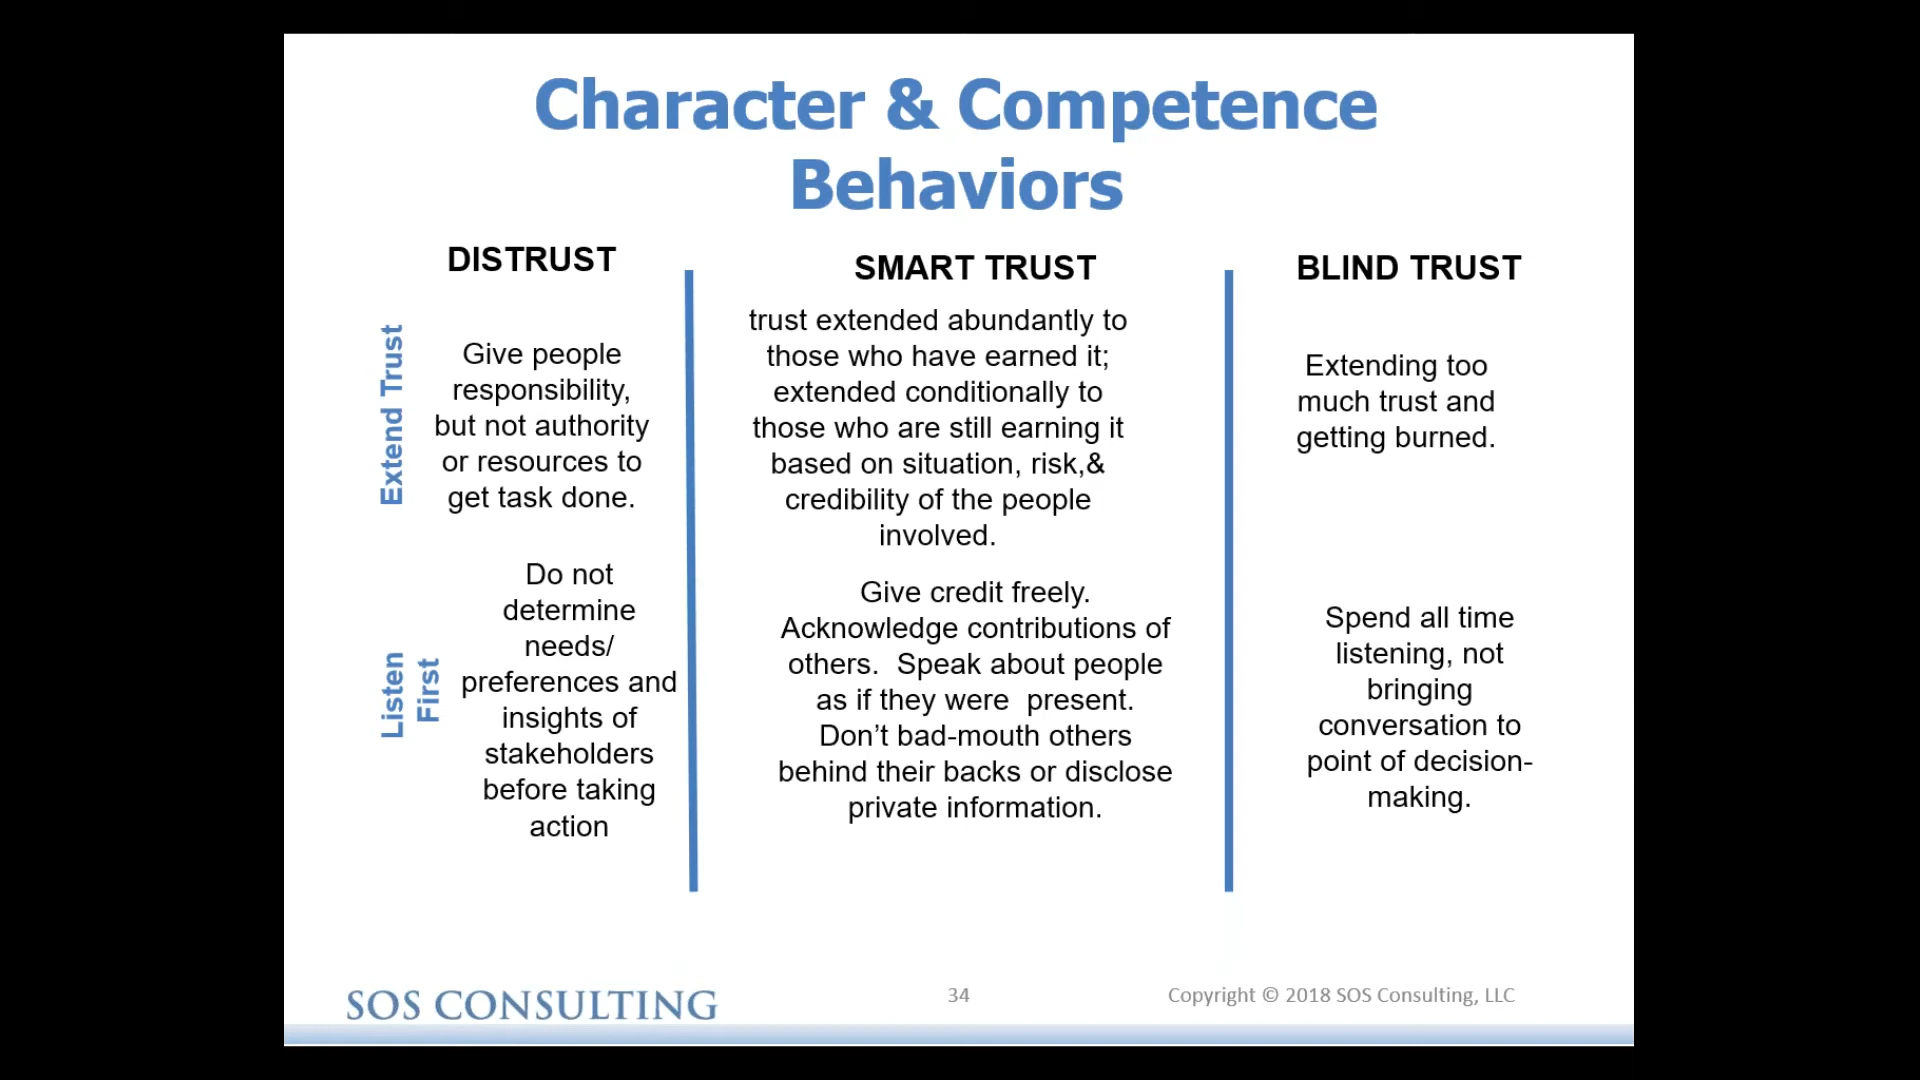 Character & Competence
Behaviors
DISTRUST
SMART TRUST
BLIND TRUST
Extend Trust
Give people
responsibility,
but not authority
or resources to
get task done.
trust extended abundantly to
those who have earned it;
extended conditionally to
those who are still earning it
based on situation, risk,&
credibility of the people
involved.
Extending too
much trust and
getting burned.
Listen
First
Do not
determine
needs/
preferences and
insights of
stakeholders
before taking
action
Give credit freely.
Acknowledge contributions of
others.  Speak about people
as if they were  present.
Don’t bad-mouth others
behind their backs or disclose
private information.
Spend all time
listening, not
bringing
conversation to
point of decision-
making.
SOS CONSULTING
34
Copyright © 2018 SOS Consulting, LLC